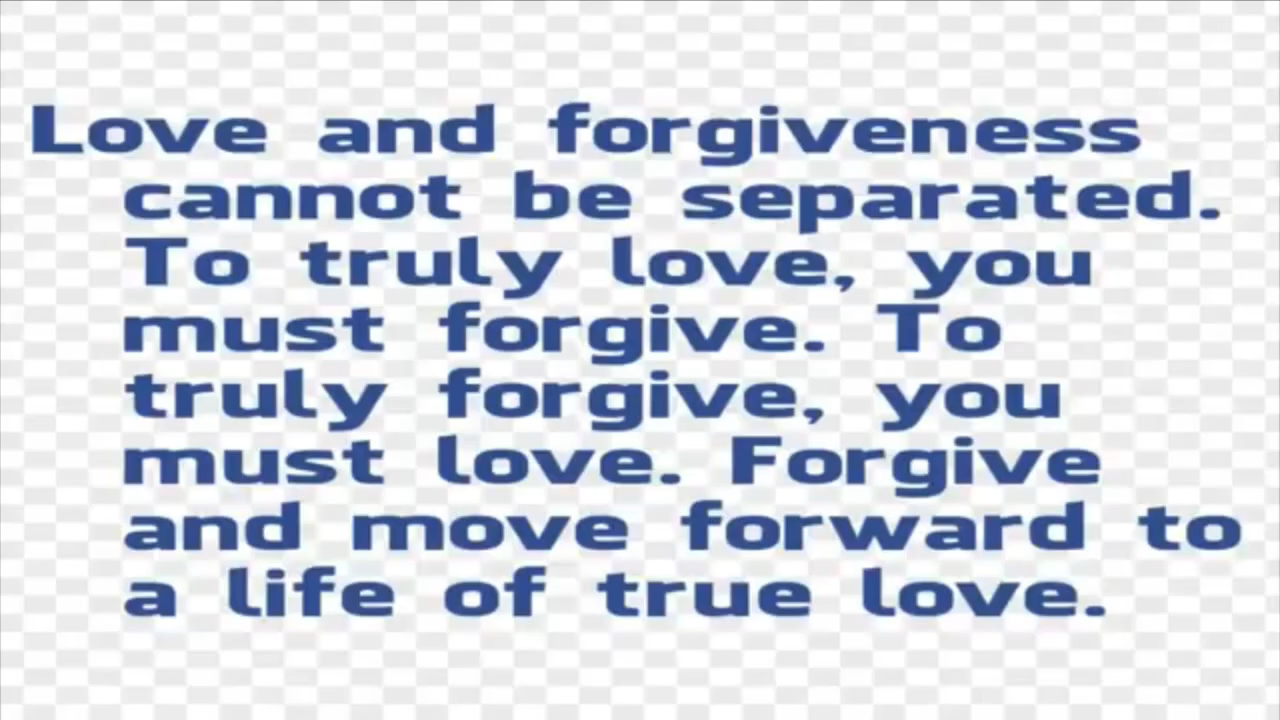 Love and forgiveness
cannot be separated.
To truly love, you
must forgive. To
truly forgive, you
must love. Forgive
and move forward to
a life of true love.